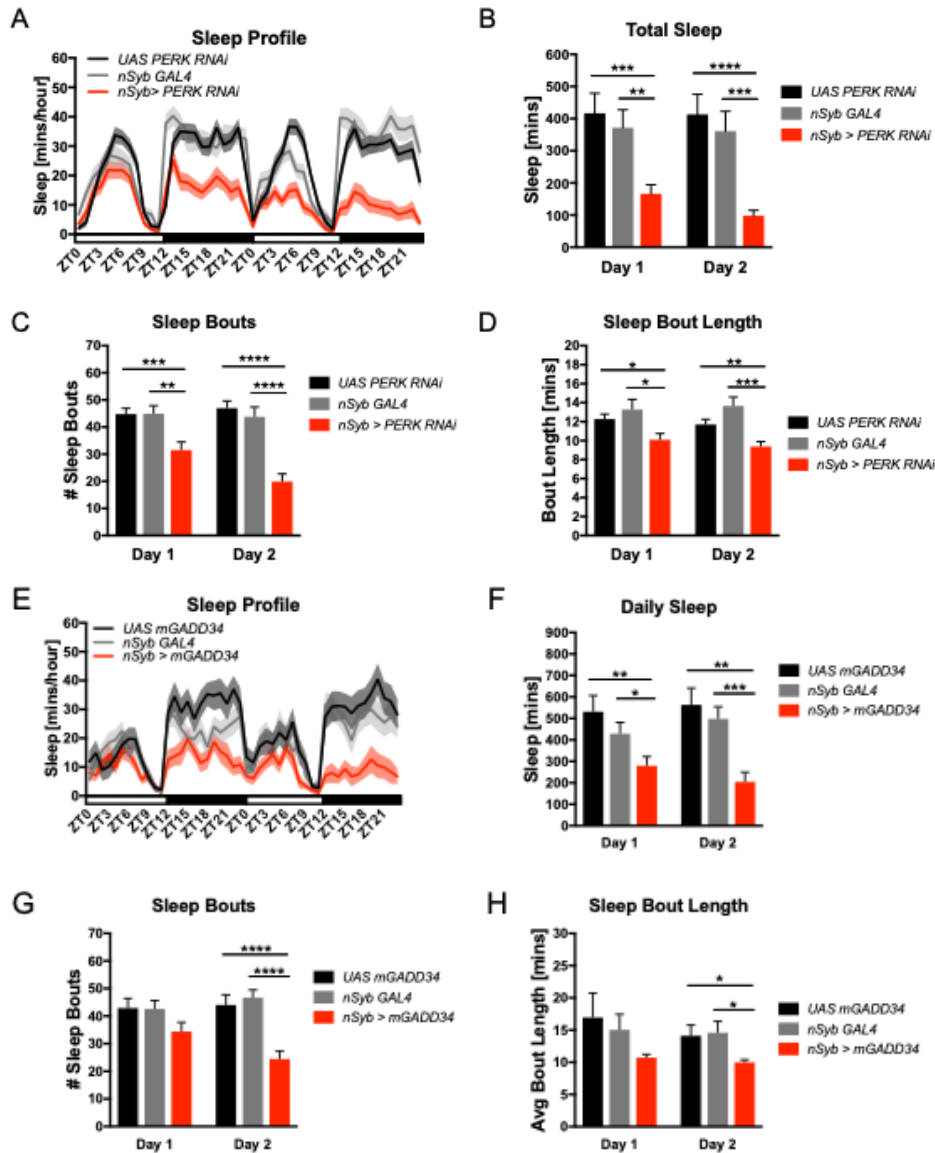 A
Sleep Profile
UAS PERK RNAi
nSyb GAL4
nSyb> PERK RNAi
Sleep [mins/hour]
60
50
40
30
20
10
0
ZT0
ZT3
ZT6
ZT9
ZT12
ZT15
ZT18
ZT21
ZT0
ZT3
ZT6
ZT9
ZT12
ZT15
ZT18
ZT21
B
Total Sleep
Sleep [mins]
600
500
400
300
200
100
0
***
**
****
***
Day 1
Day 2
UAS PERK RNAi
nSyb GAL4
nSyb > PERK RNAi
C
Sleep Bouts
# Sleep Bouts
70
60
50
40
30
20
10
0
***
**
****
****
Day 1
Day 2
UAS PERK RNAi
nSyb GAL4
nSyb > PERK RNAi
D
Sleep Bout Length
Bout Length [mins]
20
18
16
14
12
10
8
6
4
2
0
*
*
**
***
Day 1
Day 2
UAS PERK RNAi
nSyb GAL4
nSyb > PERK RNAi
E
Sleep Profile
UAS mGADD34
nSyb GAL4
nSyb > mGADD34
Sleep [mins/hour]
60
50
40
30
20
10
0
ZT0
ZT3
ZT6
ZT9
ZT12
ZT15
ZT18
ZT21
ZT0
ZT3
ZT6
ZT9
ZT12
ZT15
ZT18
ZT21
F
Daily Sleep
Sleep [mins]
900
800
700
600
500
400
300
200
100
0
**
*
**
***
Day 1
Day 2
UAS mGADD34
nSyb GAL4
nSyb > mGADD34
G
Sleep Bouts
# Sleep Bouts
70
60
50
40
30
20
10
0
****
****
Day 1
Day 2
UAS mGADD34
nSyb GAL4
nSyb > mGADD34
H
Sleep Bout Length
Avg Bout Length [mins]
30
25
20
15
10
5
0
*
*
Day 1
Day 2
UAS mGADD34
nSyb GAL4
nSyb > mGADD34